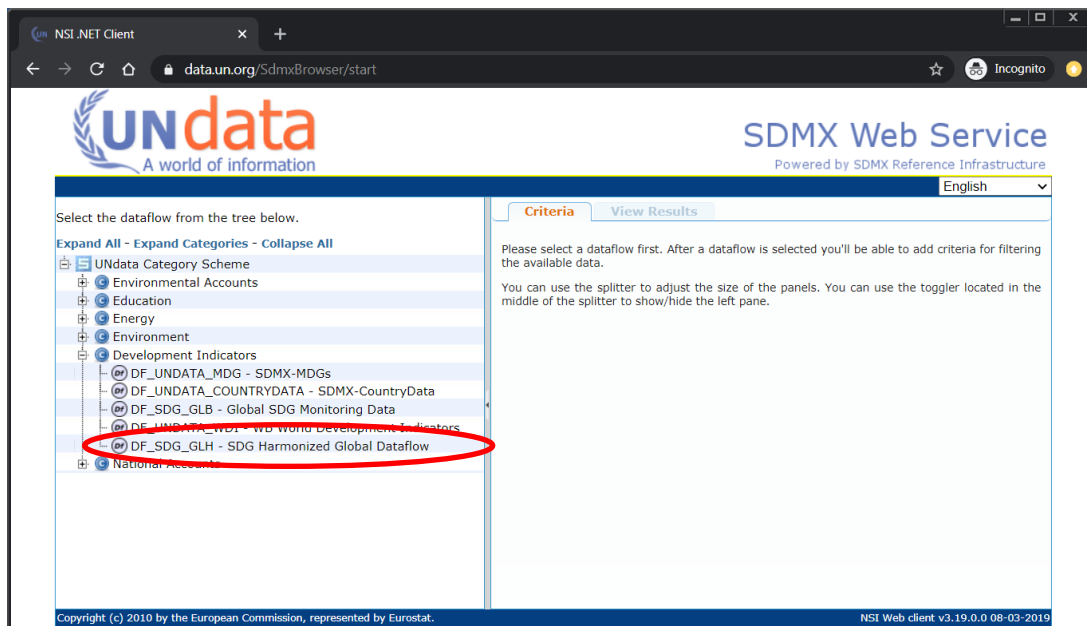 NSI .NET Client
data.un.org/SdmxBrowser/start
Incognito
UNdata
A world of information
SDMX Web Service
Powered by SDMX Reference Infrastructure
English
Select the dataflow from the tree below.
Expand All - Expand Categories - Collapse All
UNdata Category Scheme
Environmental Accounts
Education
Energy
Environment
Development Indicators
DF_UNDATA_MDG - SDMX-MDGs
DF_UNDATA_COUNTRYDATA - SDMX-CountryData
DF_SDG_GLB - Global SDG Monitoring Data
DF_UNDATA_WDI - WB World Development Indicators
DF_SDG_GLH - SDG Harmonized Global Dataflow
National Accounts
Criteria
View Results
Please select a dataflow first. After a dataflow is selected you'll be able to add criteria for filtering
the available data.
You can use the splitter to adjust the size of the panels. You can use the toggler located in the
middle of the splitter to show/hide the left pane.
Copyright (c) 2010 by the European Commission, represented by Eurostat.
NSI Web client v3.19.0.0 08-03-2019